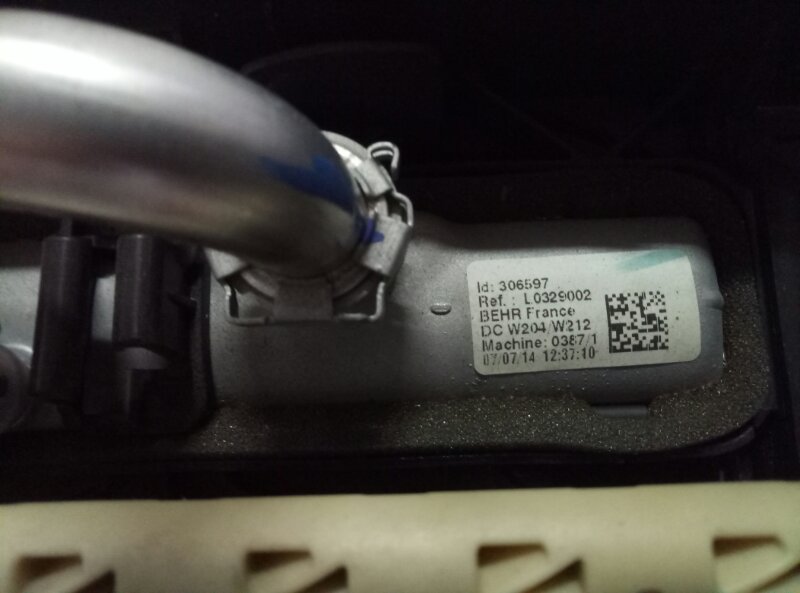 Id: 306597
Ref. : L0329002
BEHR France
DC W204/W212
Machine: 0387/1
07/07/14 12:37:10